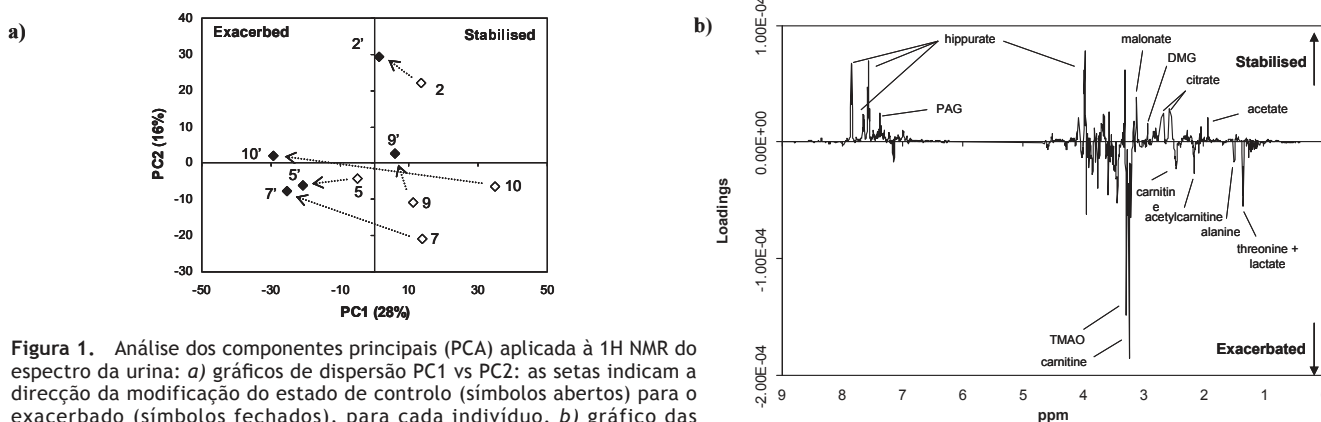 a)
Exacerbed
Stabilised
40
30
20
10
0
-10
-20
-30
2'
2
9'
10'
5'
5
7'
9
10
7
-50
-30
-10
10
30
50
PC2 (16%)
PC1 (28%)
Figura 1. Análise dos componentes principais (PCA) aplicada à 1H NMR do
espectro da urina: a) gráficos de dispersão PC1 vs PC2: as setas indicam a
direcção da modificação do estado de controlo (símbolos abertos) para o
exacerbado (símbolos fechados), para cada indivíduo. b) gráfico das
b)
1.00E-04
0.00E+00
-1.00E-04
-2.00E-04
Loadings
hippurate
malonate
Stabilised
DMG
citrate
PAG
acetate
carnitin
e
acetylcarnitine
alanine
threonine +
lactate
TMAO
carnitine
Exacerbated
9
8
7
6
5
4
3
2
1
ppm